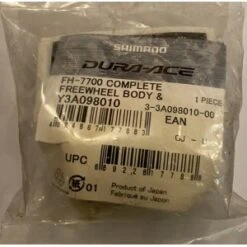 SHIMANO
DURA-ACE
FH-7700 COMPLETE
FREEWHEEL BODY &
Y3A098010
1 PIECE
3-3A098010-00
EAN
UPC
01
Product of Japan
Fabriqué au Japon